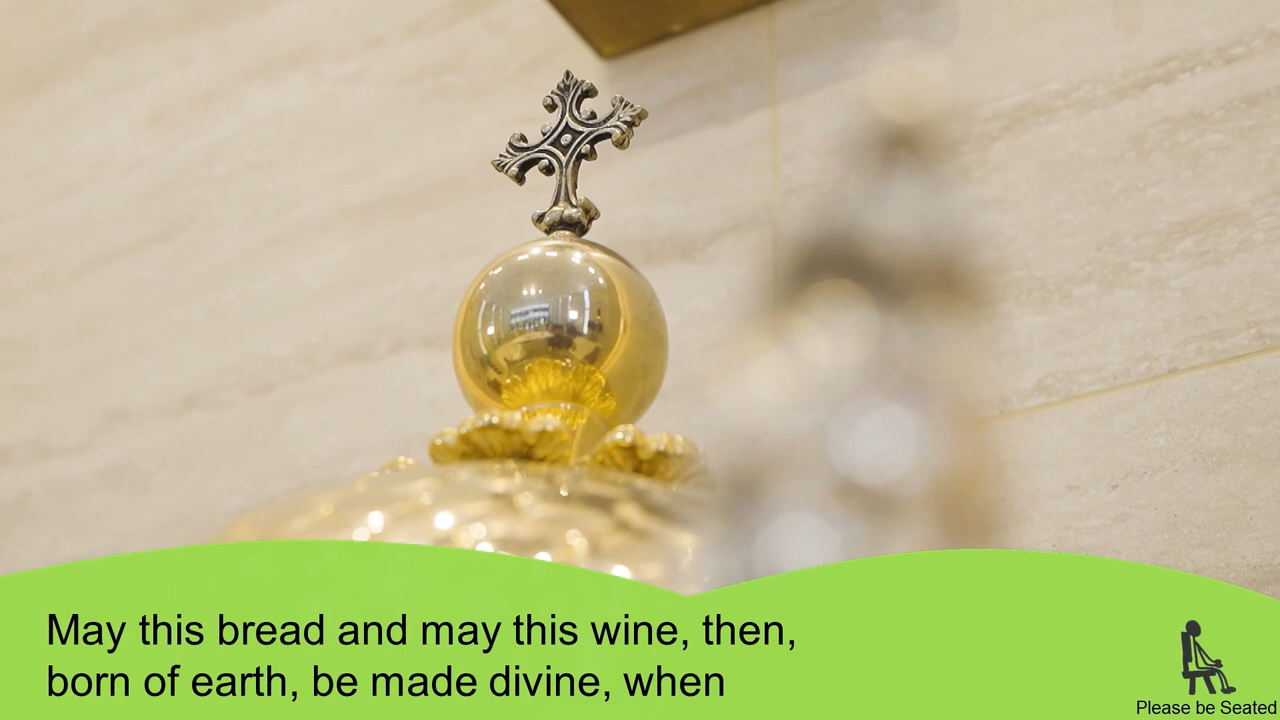 May this bread and may this wine, then,
born of earth, be made divine, when
Please be Seated